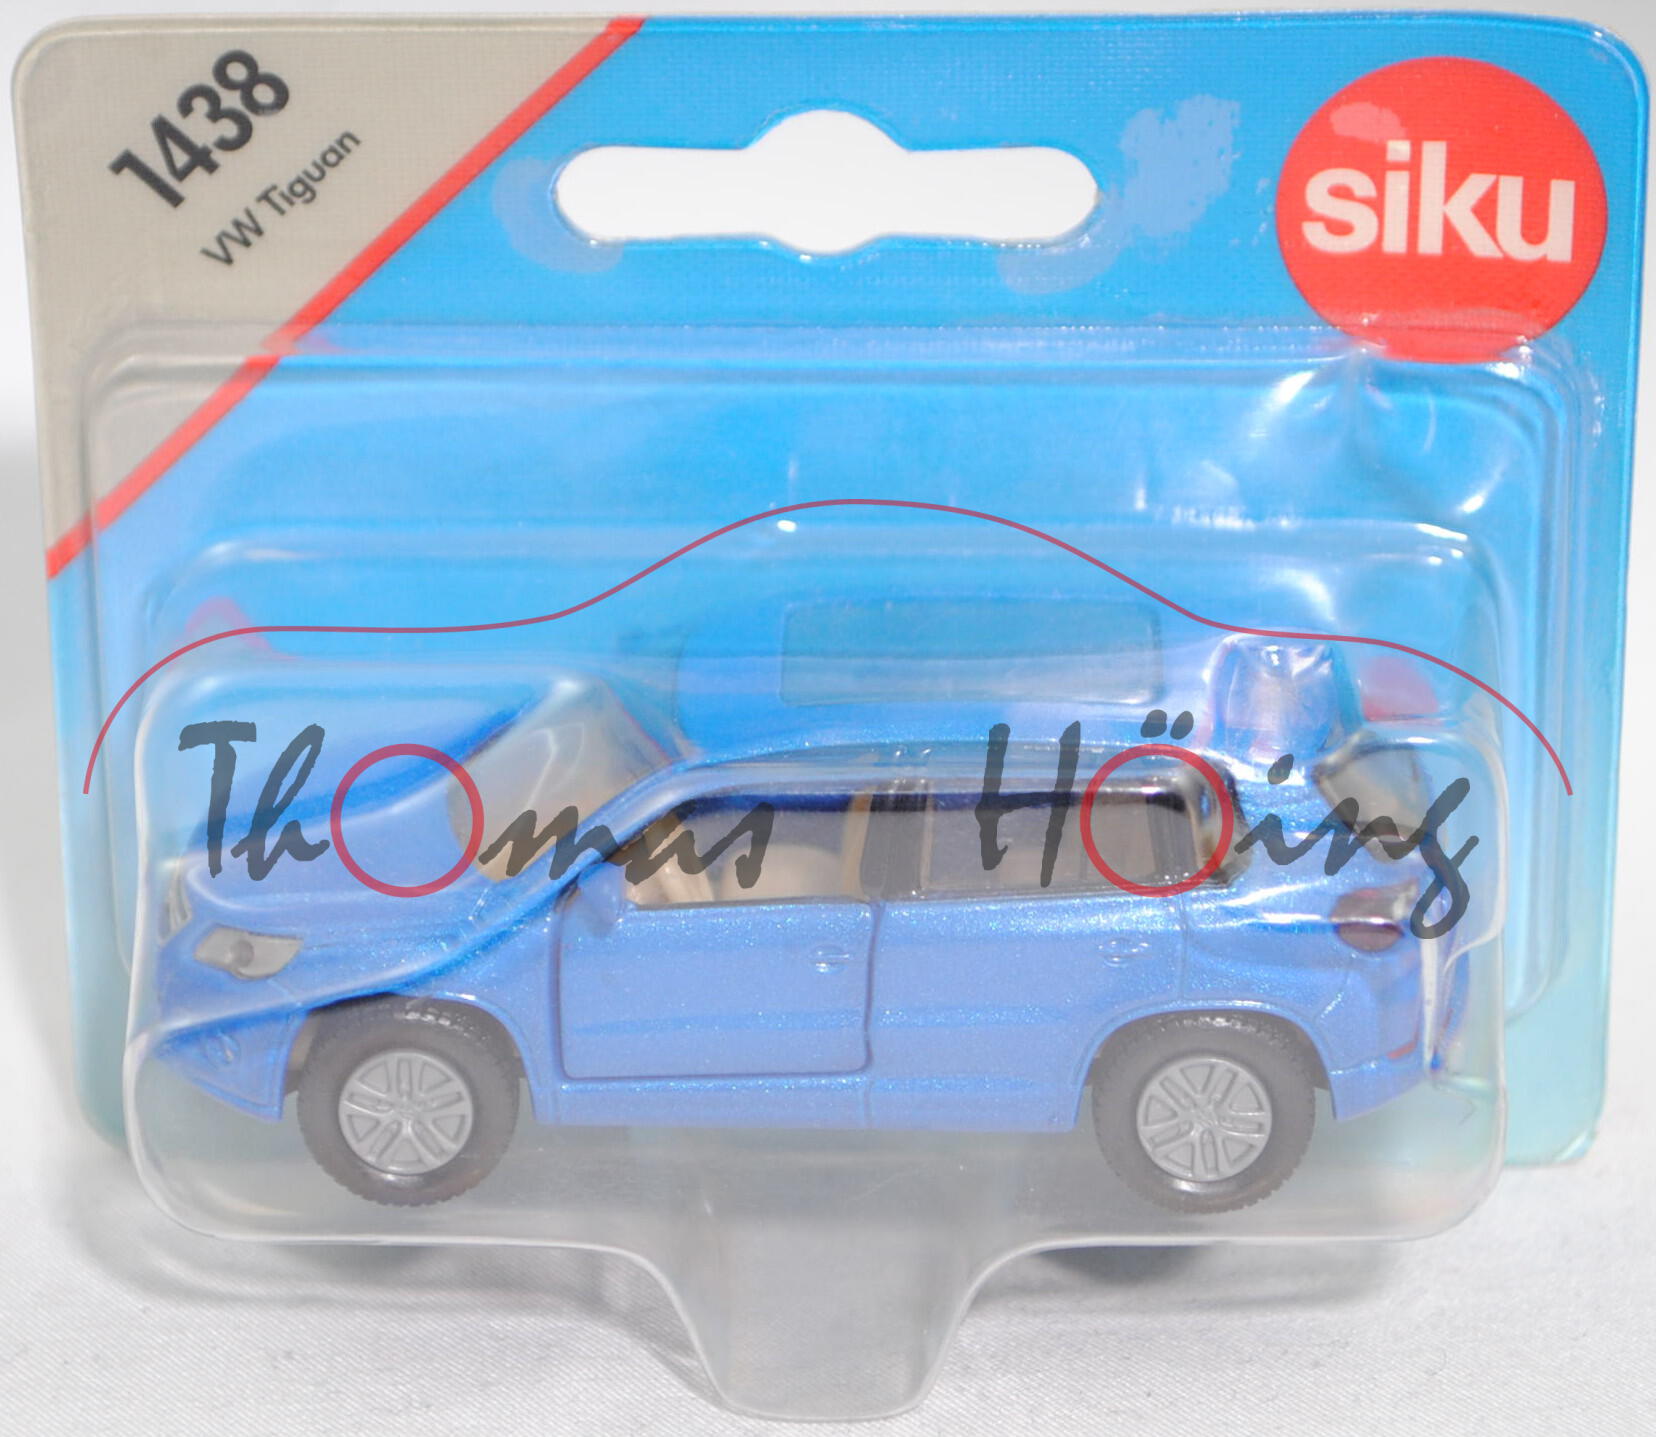 1438
VW Tiguan
siku
Thomas Höing